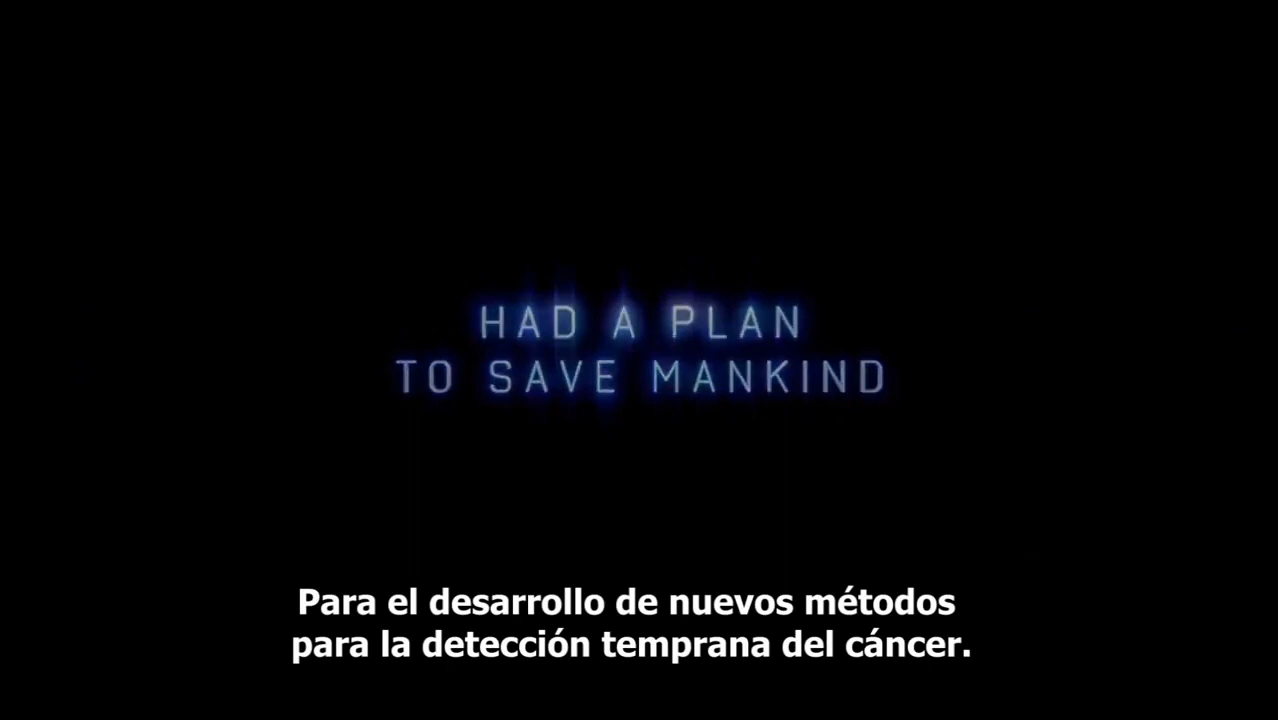 HAD A PLAN
TO SAVE MANKIND
Para el desarrollo de nuevos métodos
para la detección temprana del cáncer.